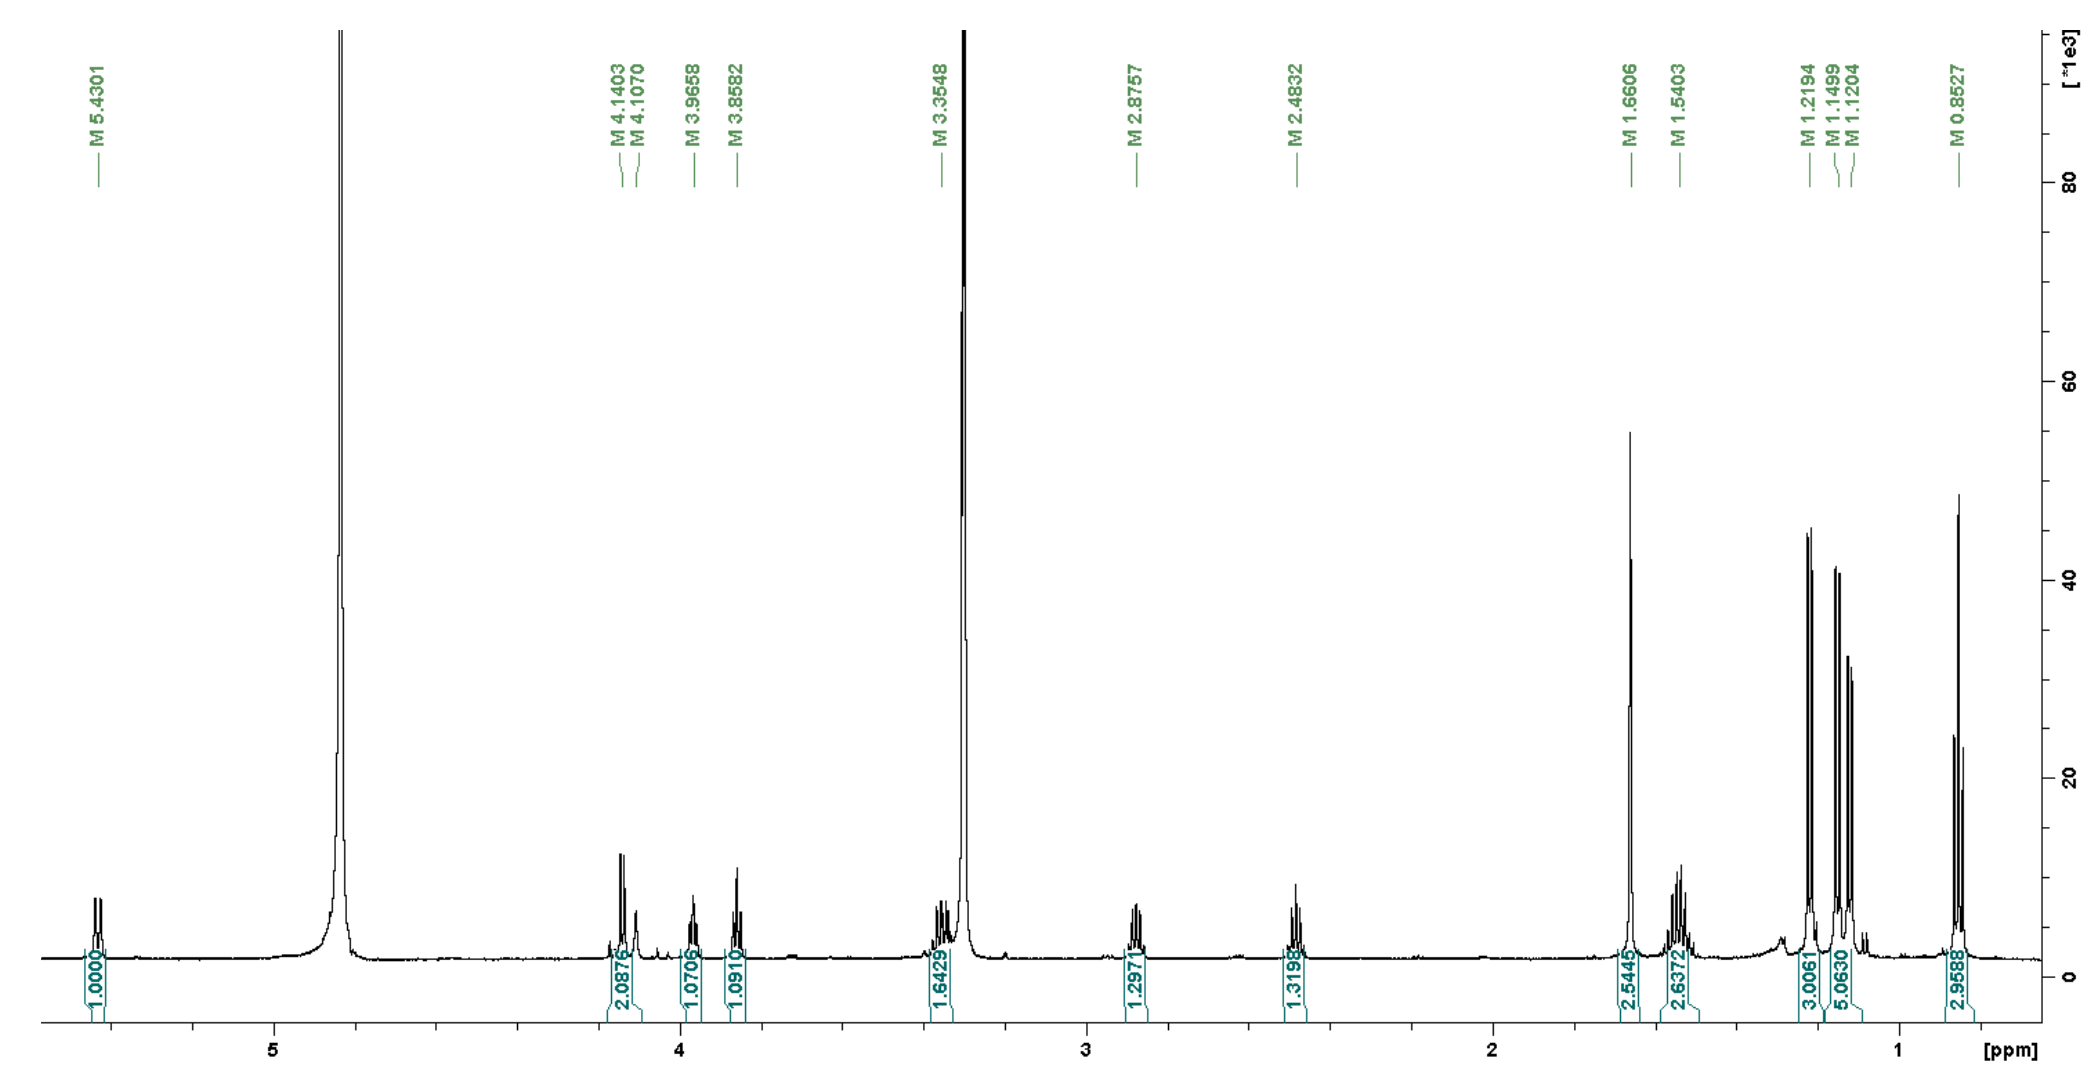 M 5.4301
M 4.1403
M 4.1070
M 3.9658
M 3.8582
M 3.3548
M 2.8757
M 2.4832
M 1.6606
M 1.5403
M 1.2194
M 1.1499
M 1.1204
M 0.8527
[ *1e3]
80
60
40
20
0
1.0000
2.0876
1.0706
1.0910
1.6429
1.2971
1.3198
2.5445
2.6372
3.0061
5.0630
2.9588
5
4
3
2
1
[ppm]